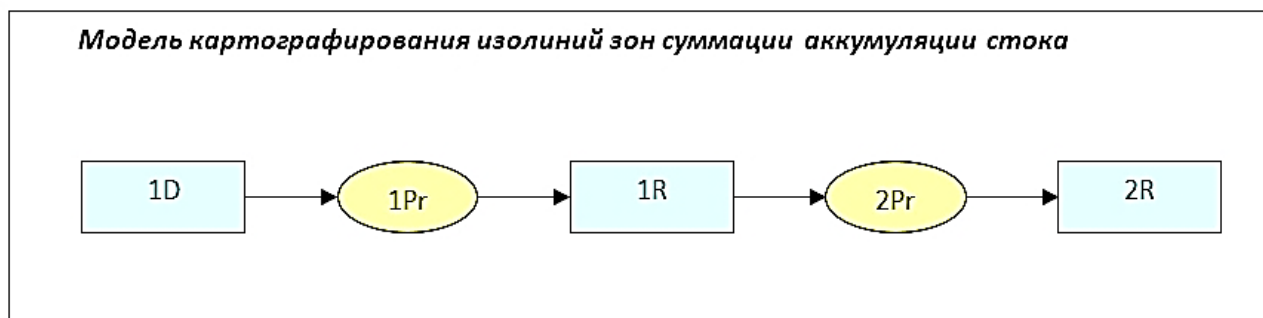 Модель картографирования изолиний зон суммации аккумуляции стока
1D
1Pr
1R
2Pr
2R